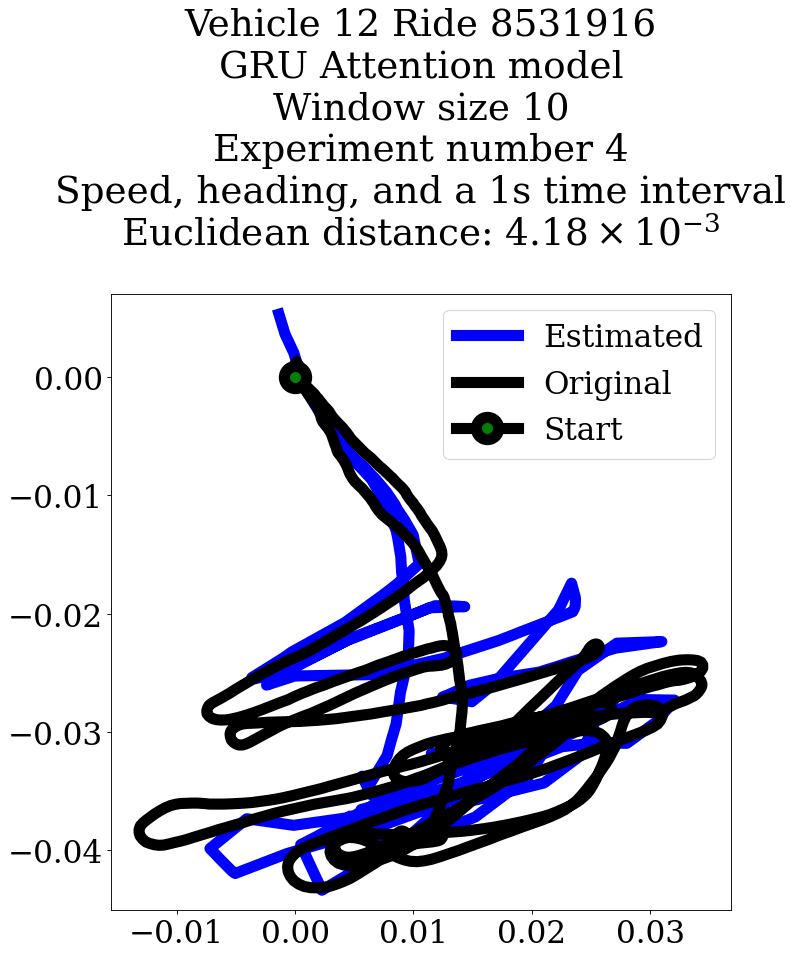 Vehicle 12 Ride 8531916
GRU Attention model
Window size 10
Experiment number 4
Speed, heading, and a 1s time interval
Euclidean distance: 4.18 × 10⁻³
Estimated
Original
Start
0.00
−0.01
−0.02
−0.03
−0.04
−0.01 0.00 0.01 0.02 0.03